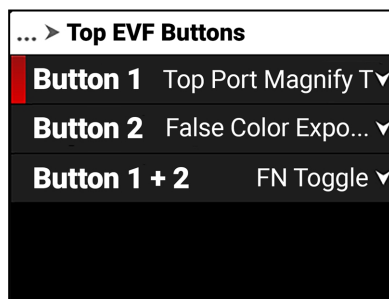 ... > Top EVF Buttons
Button 1 Top Port Magnify T
Button 2 False Color Expo...
Button 1 + 2 FN Toggle